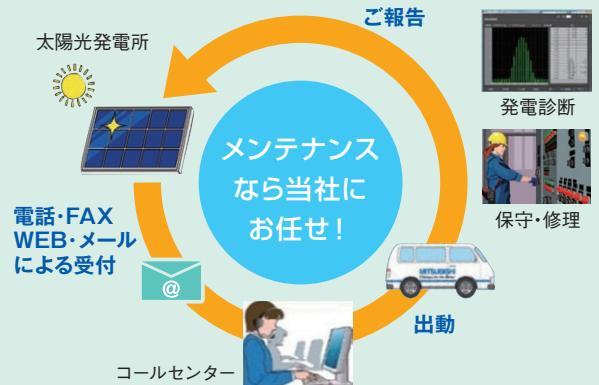 ご報告
太陽光発電所
発電診断
メンテナンス
なら当社に
お任せ！
保守・修理
電話・FAX
WEB・メール
による受付
@
MITSUBISHI
出動
コールセンター